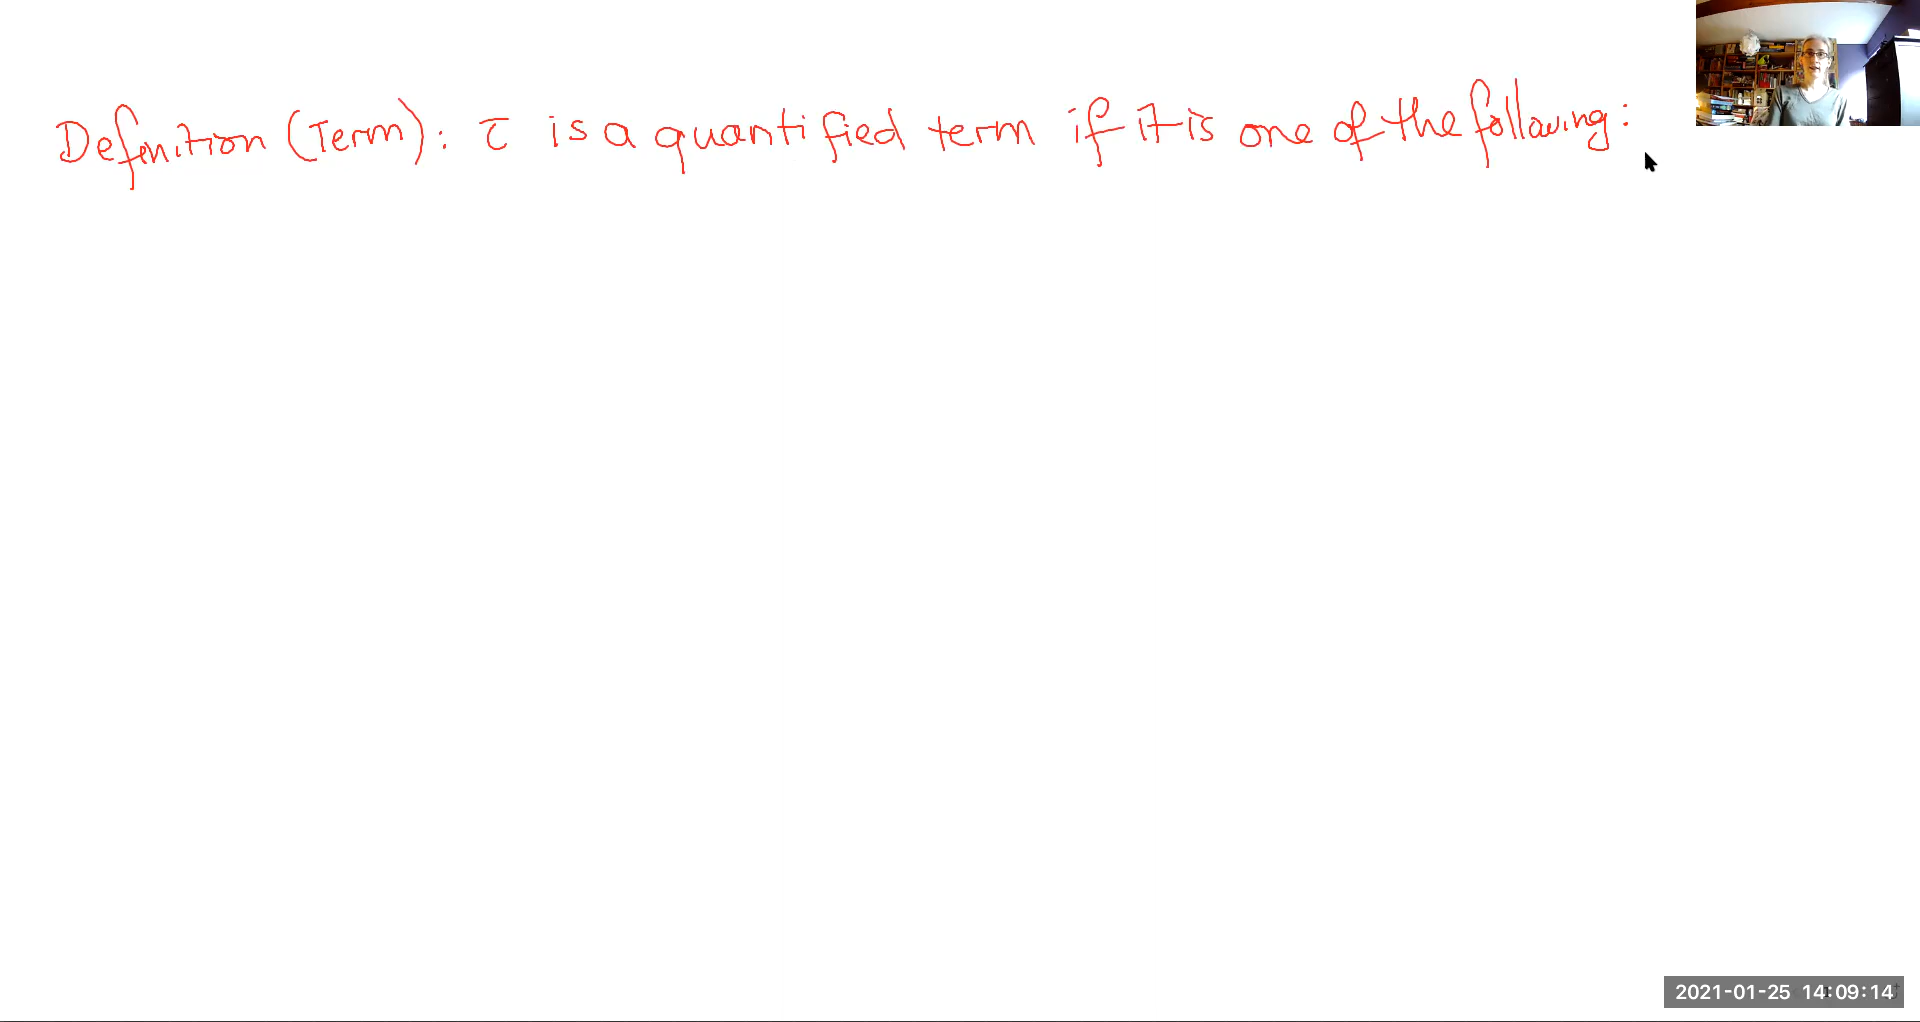 Definition (Term): τ is a quantified term if it is one of the following:
2021-01-25 14:09:14